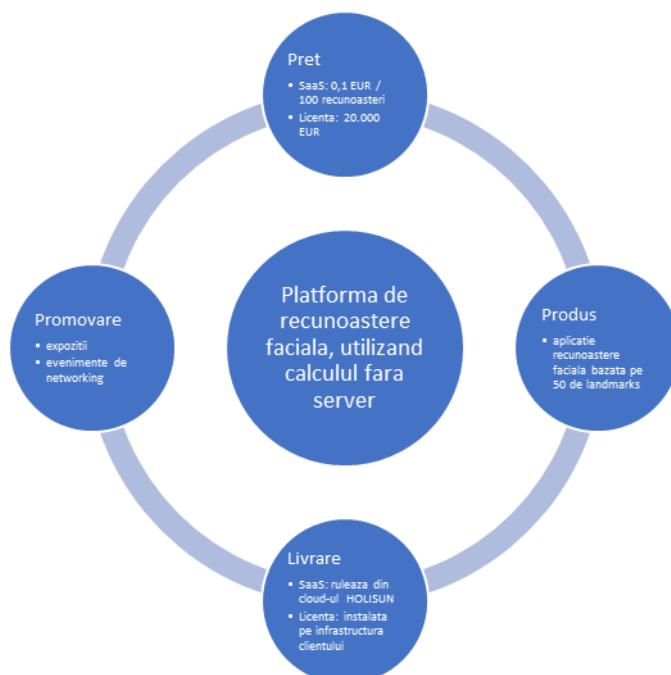 Pret
▪ SaaS: 0,1 EUR /
100 recunoasteri
▪ Licenta: 20.000
EUR
Platforma de
recunoastere
faciala, utilizand
calculul fara
server
Produs
▪ aplicatie
recunoastere
faciala bazata pe
50 de landmarks
Livrare
▪ SaaS: ruleaza din
cloud-ul HOLISUN
▪ Licenta: instalata
pe infrastructura
clientului
Promovare
▪ expozitii
▪ evenimente de
networking